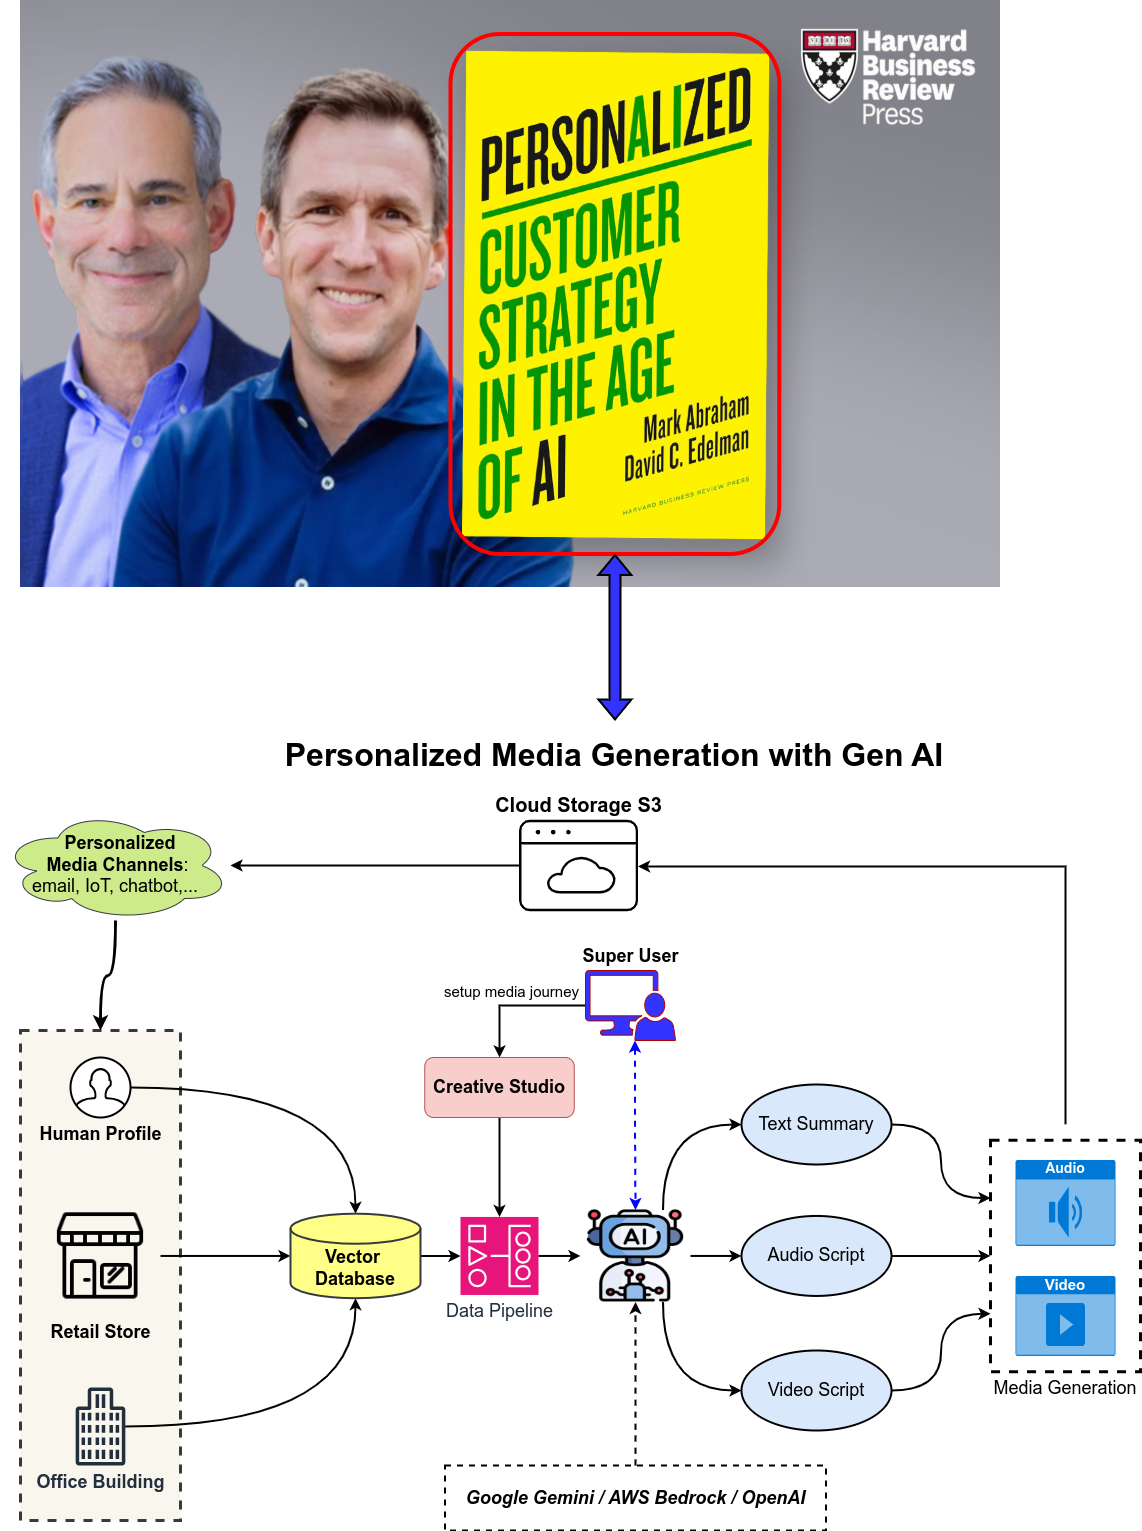 Harvard
Business
Review
Press
PERSONALIZED
CUSTOMER
STRATEGY
IN THE AGE
OF AI
Mark Abraham
David C. Edelman
HARVARD BUSINESS REVIEW PRESS
Personalized Media Generation with Gen AI
Cloud Storage S3
Personalized
Media Channels:
email, IoT, chatbot,...
Super User
setup media journey
Creative Studio
Human Profile
Text Summary
Audio
AI
Vector
Database
Audio Script
Data Pipeline
Video
Retail Store
Video Script
Media Generation
Office Building
Google Gemini / AWS Bedrock / OpenAI